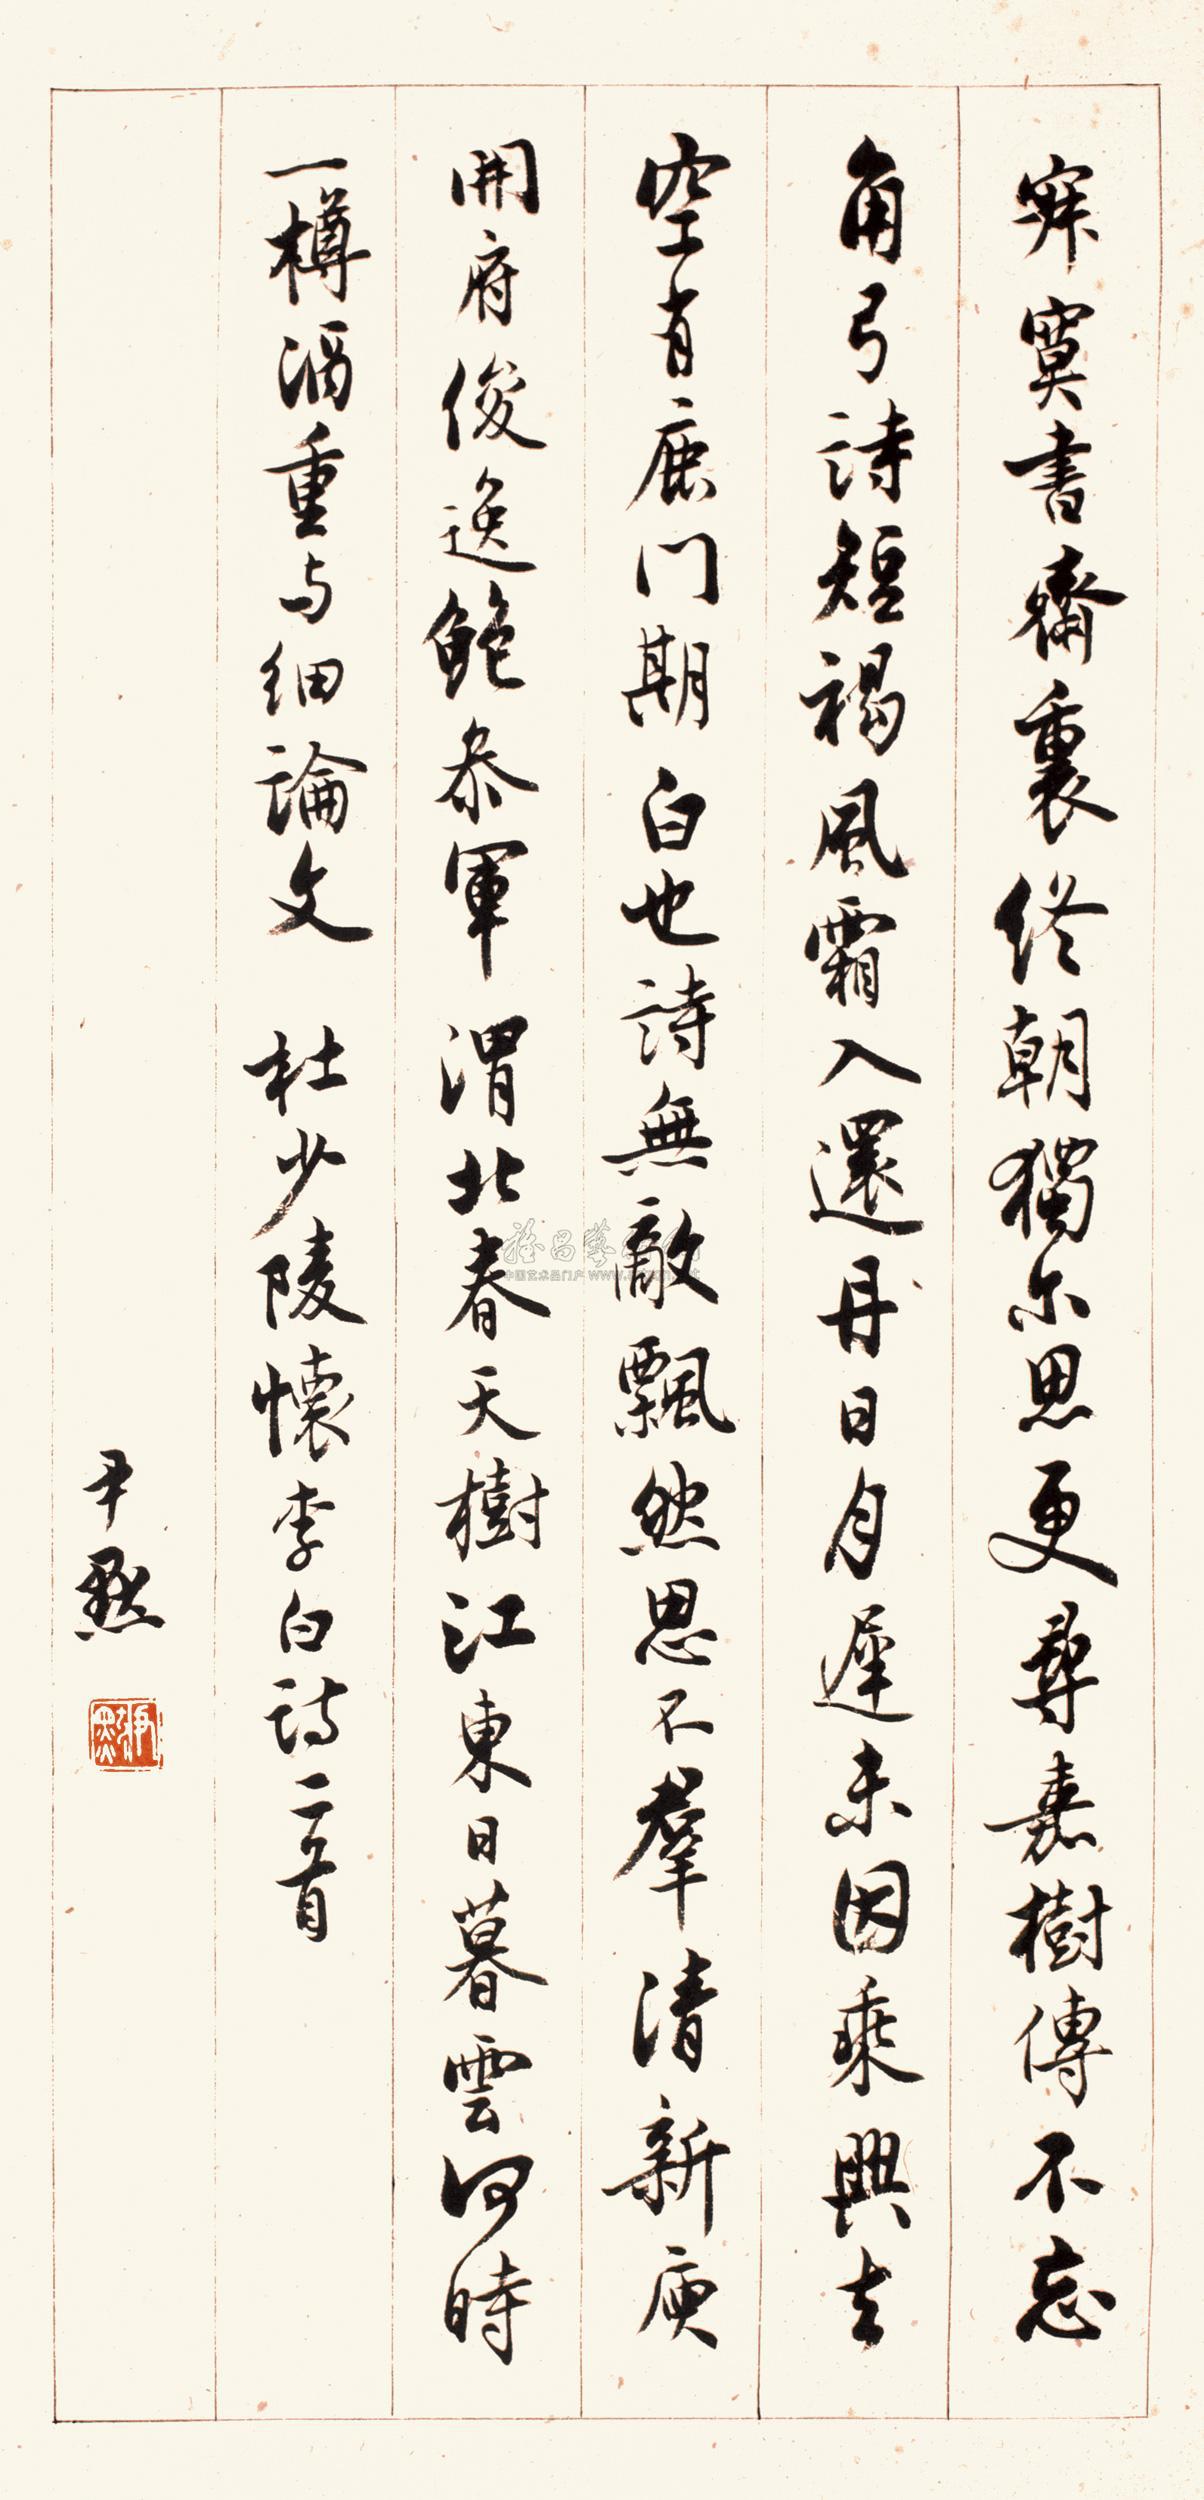 寂寞書齋裏終朝獨尔思更尋嘉樹傳不忘
角弓詩短褐風霜入還丹日月遲未因乘興去
空有鹿門期白也詩無敵飄然思不羣清新庾
開府俊逸鮑參軍渭北春天樹江東日暮雲何時
一樽酒重与細論文 杜少陵懷李白詩二首
尹默